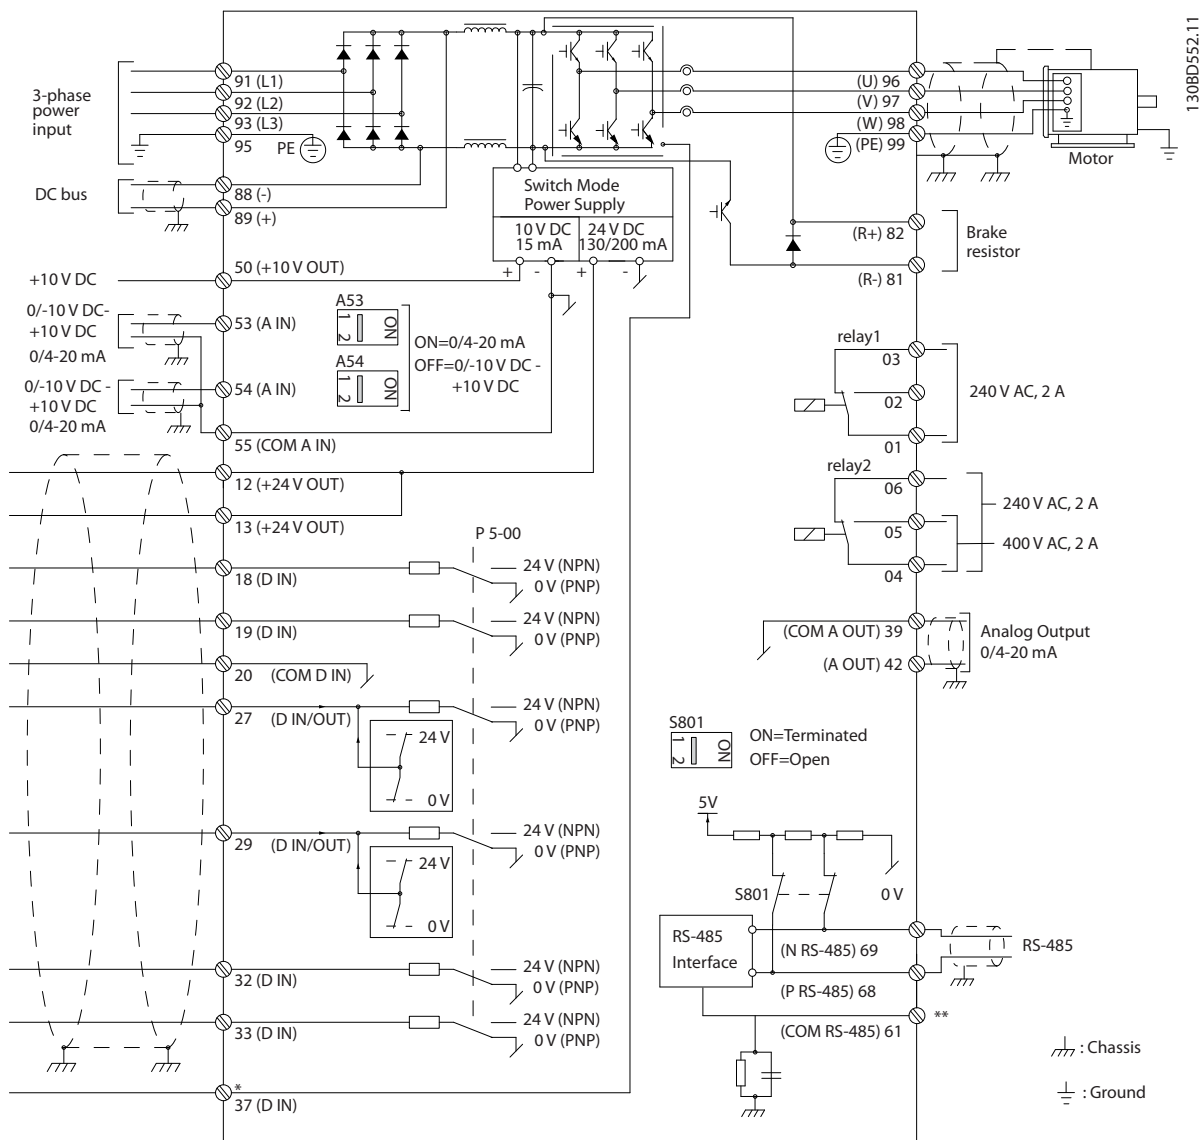 130BD552.11
3-phase
power
input
91 (L1)
92 (L2)
93 (L3)
95
PE
DC bus
88 (-)
89 (+)
Switch Mode
Power Supply
10 V DC
15 mA
24 V DC
130/200 mA
+ - + -
(U) 96
(V) 97
(W) 98
(PE) 99
Motor
(R+) 82
(R-) 81
Brake
resistor
+10 V DC
50 (+10 V OUT)
0/-10 V DC-
+10 V DC
0/4-20 mA
53 (A IN)
0/-10 V DC -
+10 V DC
0/4-20 mA
54 (A IN)
55 (COM A IN)
A53
1 2 ON
A54
1 2 ON
ON=0/4-20 mA
OFF=0/-10 V DC -
+10 V DC
relay1
03
02
01
240 V AC, 2 A
relay2
06
05
04
240 V AC, 2 A
400 V AC, 2 A
12 (+24 V OUT)
13 (+24 V OUT)
P 5-00
18 (D IN)
24 V (NPN)
0 V (PNP)
19 (D IN)
24 V (NPN)
0 V (PNP)
20 (COM D IN)
27 (D IN/OUT)
24 V (NPN)
0 V (PNP)
24 V
0 V
29 (D IN/OUT)
24 V (NPN)
0 V (PNP)
24 V
0 V
32 (D IN)
24 V (NPN)
0 V (PNP)
33 (D IN)
24 V (NPN)
0 V (PNP)
*
37 (D IN)
(COM A OUT) 39
(A OUT) 42
Analog Output
0/4-20 mA
S801
1 2 ON
ON=Terminated
OFF=Open
5V
S801
0 V
RS-485
Interface
(N RS-485) 69
(P RS-485) 68
(COM RS-485) 61
RS-485
**
: Chassis
: Ground